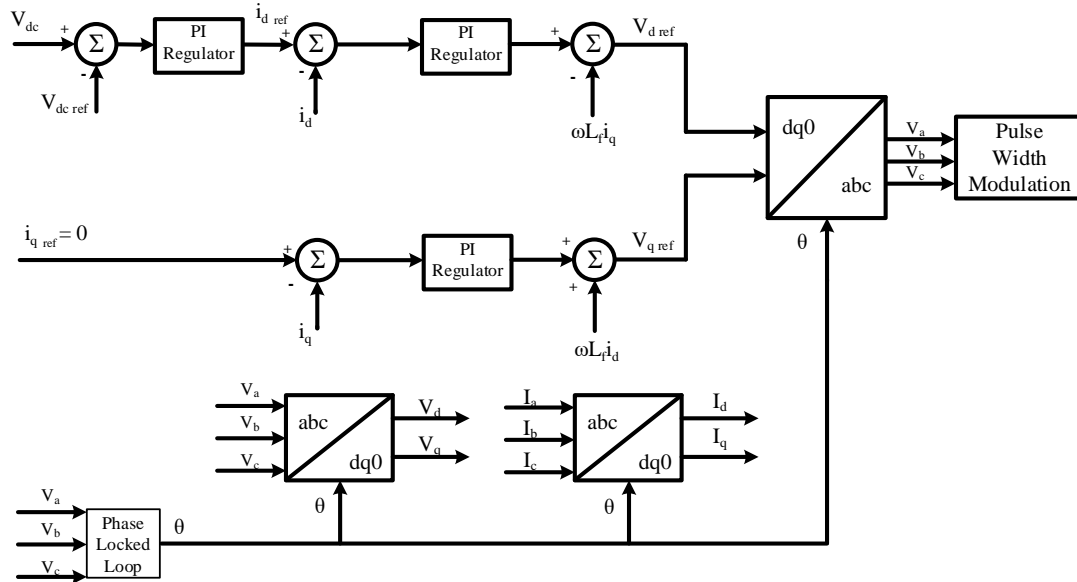 V_dc
+
Σ
-
V_dc ref
PI
Regulator
i_d ref
+
Σ
-
i_d
PI
Regulator
+
Σ
-
ωL_f i_q
V_d ref
i_q ref = 0
+
Σ
-
i_q
PI
Regulator
+
Σ
+
ωL_f i_d
V_q ref
dq0
abc
θ
V_a
V_b
V_c
Pulse
Width
Modulation
V_a
V_b
V_c
abc
dq0
V_d
V_q
θ
I_a
I_b
I_c
abc
dq0
I_d
I_q
θ
V_a
V_b
V_c
Phase
Locked
Loop
θ